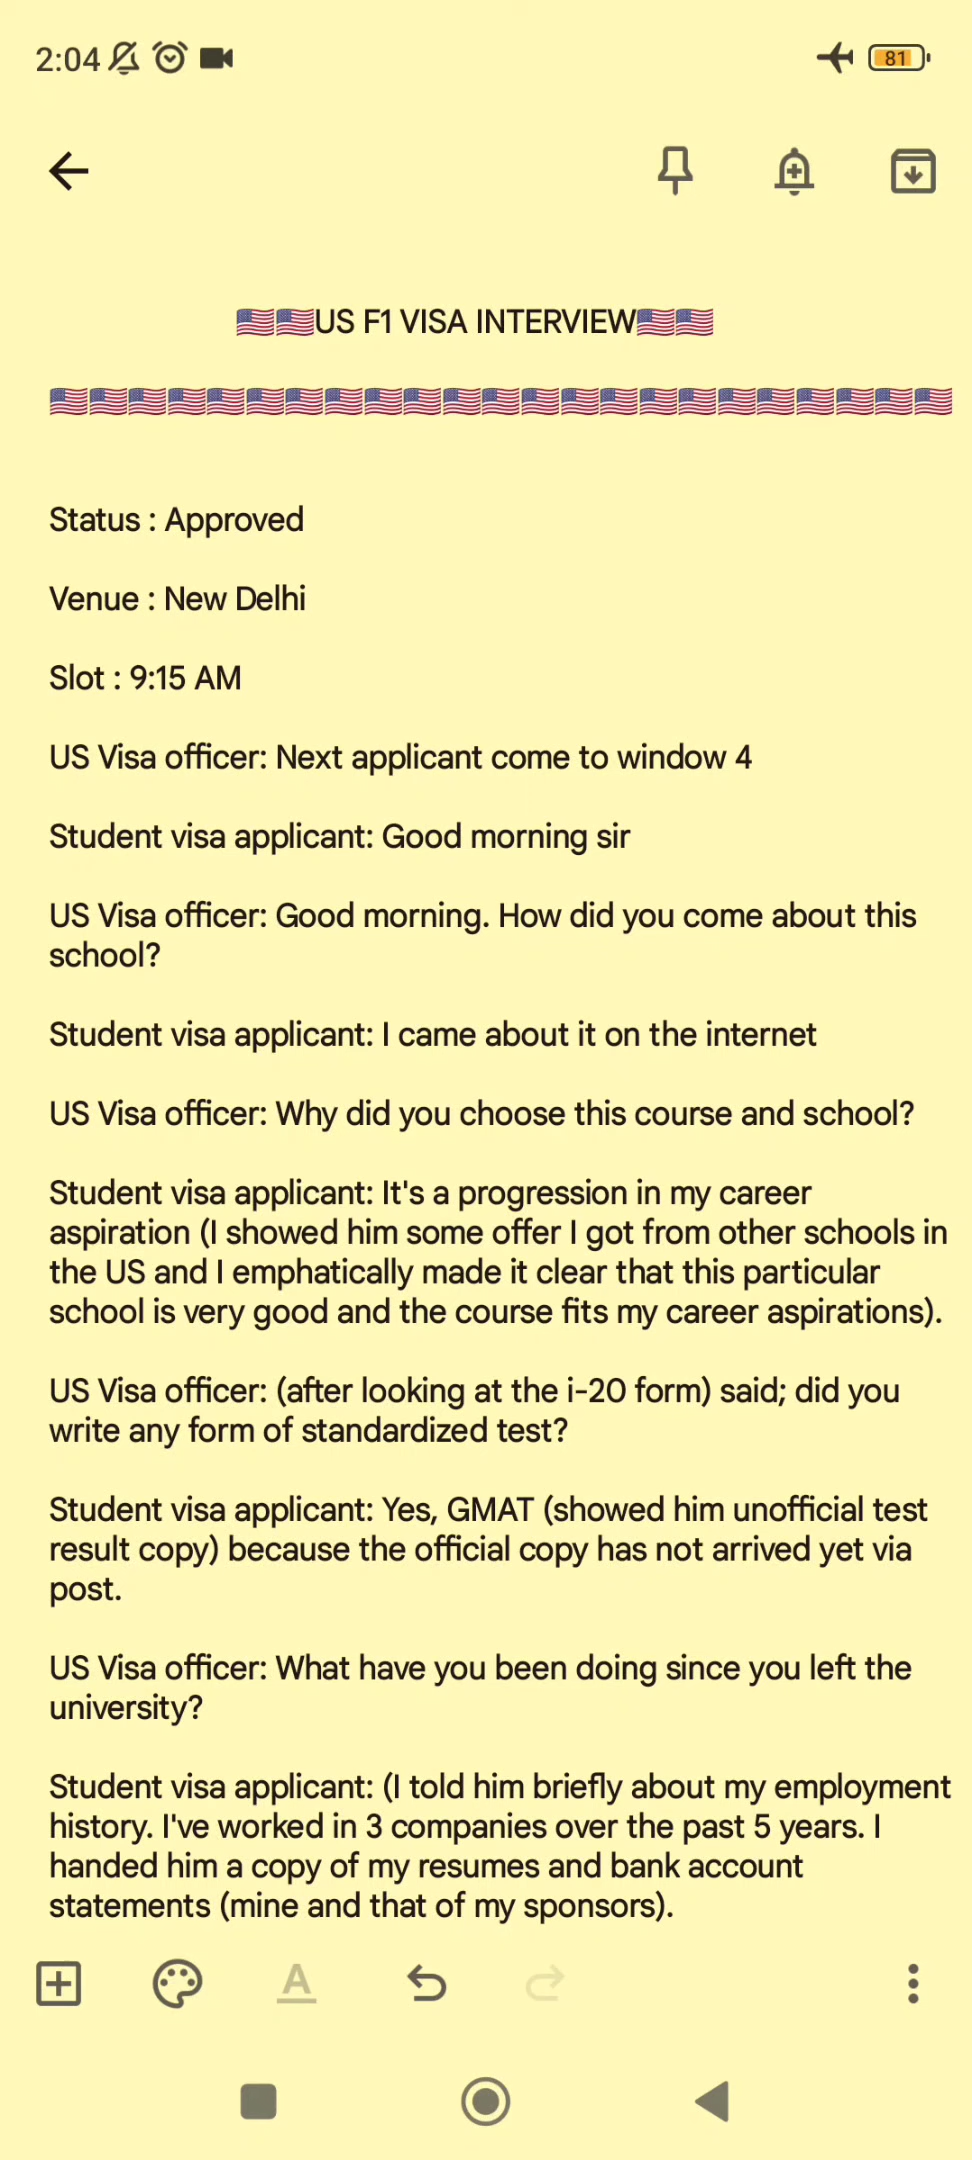 2:04
81
🇺🇸🇺🇸US F1 VISA INTERVIEW🇺🇸🇺🇸
🇺🇸🇺🇸🇺🇸🇺🇸🇺🇸🇺🇸🇺🇸🇺🇸🇺🇸🇺🇸🇺🇸🇺🇸🇺🇸🇺🇸🇺🇸🇺🇸🇺🇸🇺🇸🇺🇸🇺🇸🇺🇸🇺🇸🇺🇸
Status : Approved
Venue : New Delhi
Slot : 9:15 AM
US Visa officer: Next applicant come to window 4
Student visa applicant: Good morning sir
US Visa officer: Good morning. How did you come about this
school?
Student visa applicant: I came about it on the internet
US Visa officer: Why did you choose this course and school?
Student visa applicant: It's a progression in my career
aspiration (I showed him some offer I got from other schools in
the US and I emphatically made it clear that this particular
school is very good and the course fits my career aspirations).
US Visa officer: (after looking at the i-20 form) said; did you
write any form of standardized test?
Student visa applicant: Yes, GMAT (showed him unofficial test
result copy) because the official copy has not arrived yet via
post.
US Visa officer: What have you been doing since you left the
university?
Student visa applicant: (I told him briefly about my employment
history. I've worked in 3 companies over the past 5 years. I
handed him a copy of my resumes and bank account
statements (mine and that of my sponsors).
A